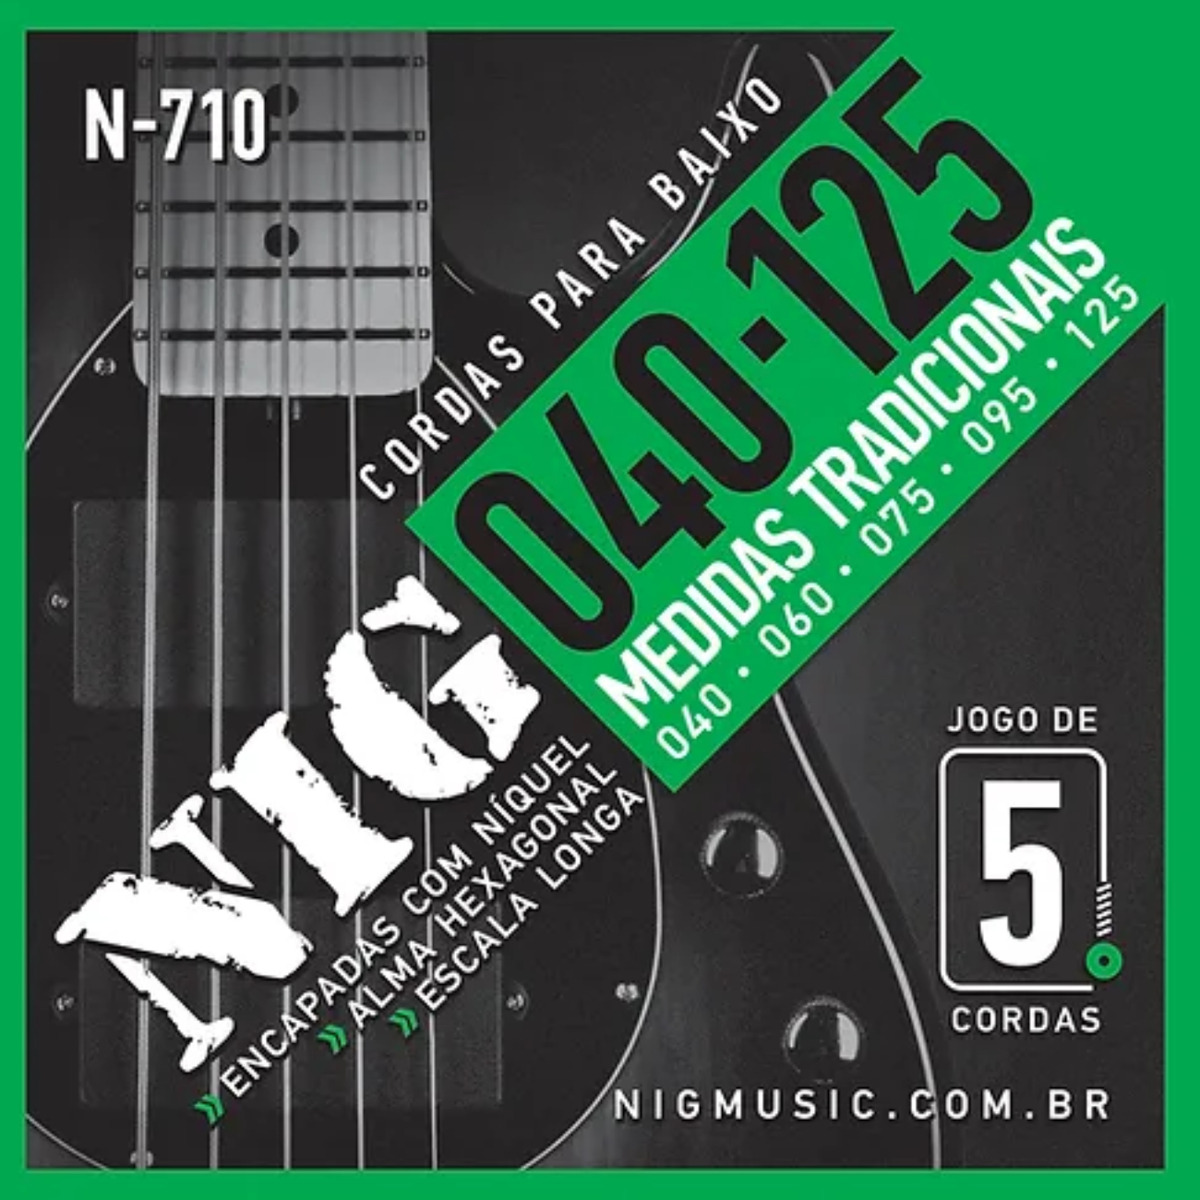 N-710
CORDAS PARA BAIXO
040·125
MEDIDAS TRADICIONAIS
040 · 060 · 075 · 095 · 125
NIG
ENCAPADAS COM NÍQUEL
ALMA HEXAGONAL
ESCALA LONGA
JOGO DE
5
CORDAS
NIGMUSIC.COM.BR